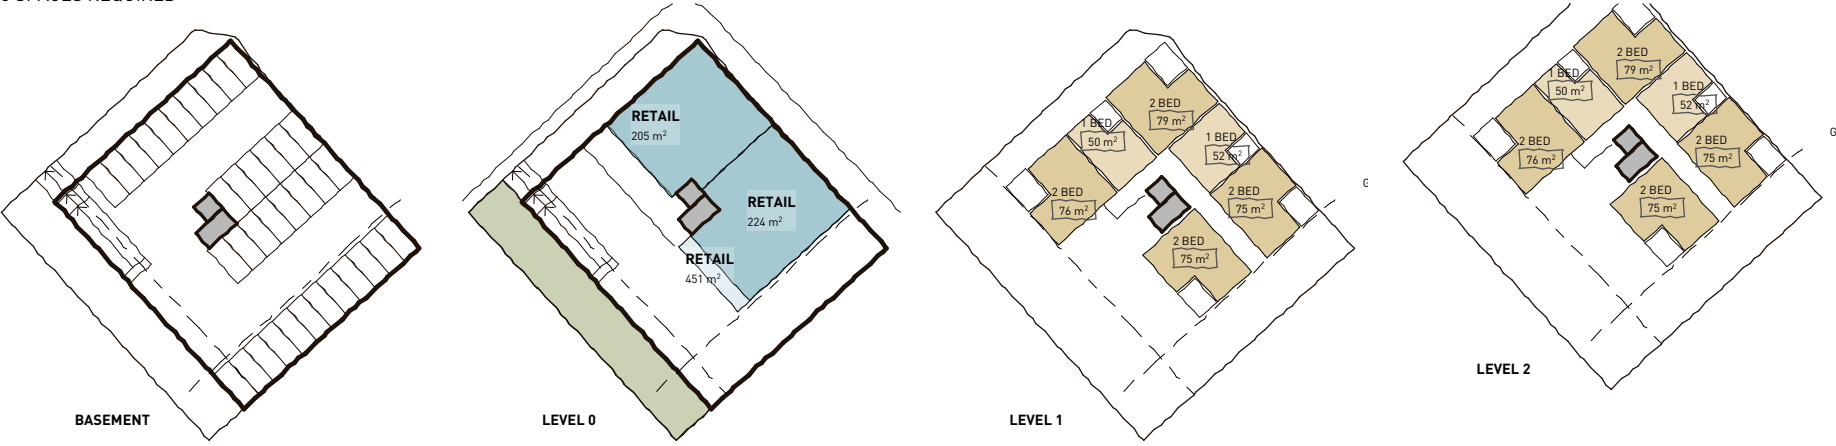 RETAIL
205 m²
RETAIL
224 m²
RETAIL
451 m²
2 BED
79 m²
1 BED
50 m²
1 BED
52 m²
2 BED
76 m²
2 BED
75 m²
2 BED
75 m²
2 BED
79 m²
1 BED
50 m²
1 BED
52 m²
2 BED
76 m²
2 BED
75 m²
2 BED
75 m²
G
G
BASEMENT
LEVEL 0
LEVEL 1
LEVEL 2